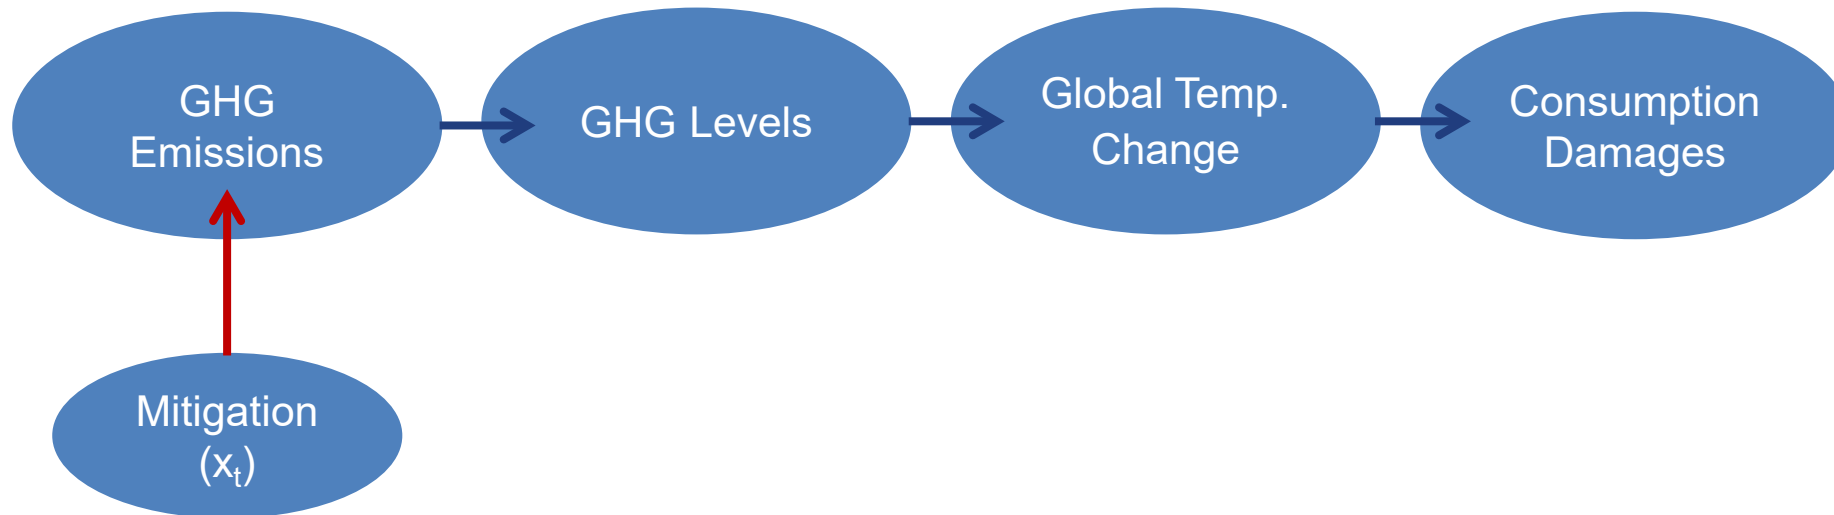 GHG
Emissions
GHG Levels
Global Temp.
Change
Consumption
Damages
Mitigation
(xₜ)